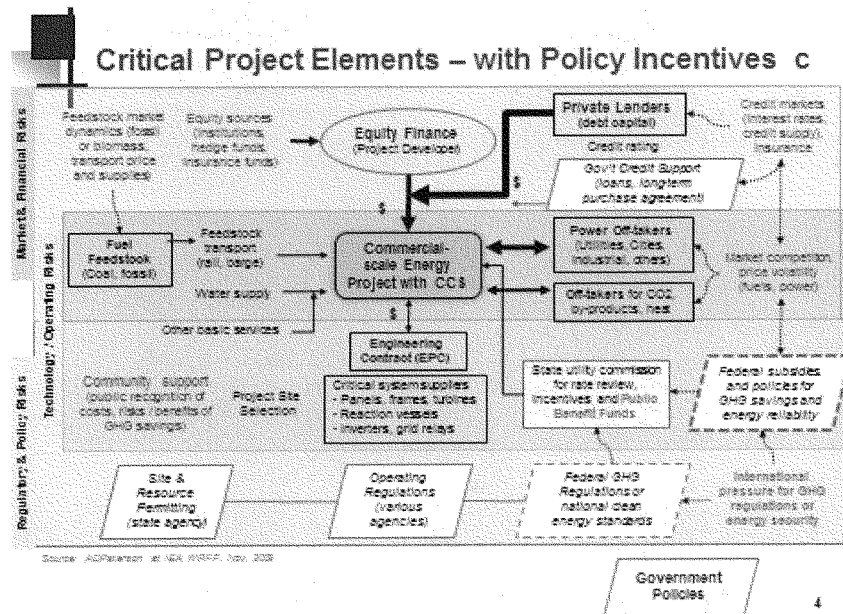 Critical Project Elements – with Policy Incentives c
Market & Financial Risks
Technology / Operating Risks
Regulatory & Policy Risks
Feedstock market
dynamics (fossil
or biomass,
transport price
and supplies)
Equity sources
(institutions,
hedge funds,
insurance funds)
Equity Finance
(Project Developer)
Private Lenders
(debt capital)
Credit rating
Credit markets
(interest rates,
credit supply),
insurance
Gov't Credit Support
(loans, long-term
purchase agreement)
$
$
Fuel
Feedstock
(Coal, fossil)
Feedstock
transport
(rail, barge)
Water supply
Other basic services
Commercial-
scale Energy
Project with CCS
Power Off-takers
(Utilities, Cities,
Industrial, others)
Off-takers for CO2,
by-products, heat
Market competition,
price volatility
(fuels, power)
$
Engineering
Contract (EPC)
Community support
(public recognition of
costs, risks / benefits of
GHG savings)
Project Site
Selection
Critical system suppliers
- Panels, frames, turbines
- Reaction vessels
- Inverters, grid relays
State utility commission
for rate review,
incentives, and Public
Benefit Funds
Federal subsidies
and policies for
GHG savings and
energy reliability
Site &
Resource
Permitting
(state agency)
Operating
Regulations
(various
agencies)
Federal GHG
Regulations or
national clean
energy standards
International
pressure for GHG
regulations or
energy security
Source: at Nov, 2009
Government
Policies
4